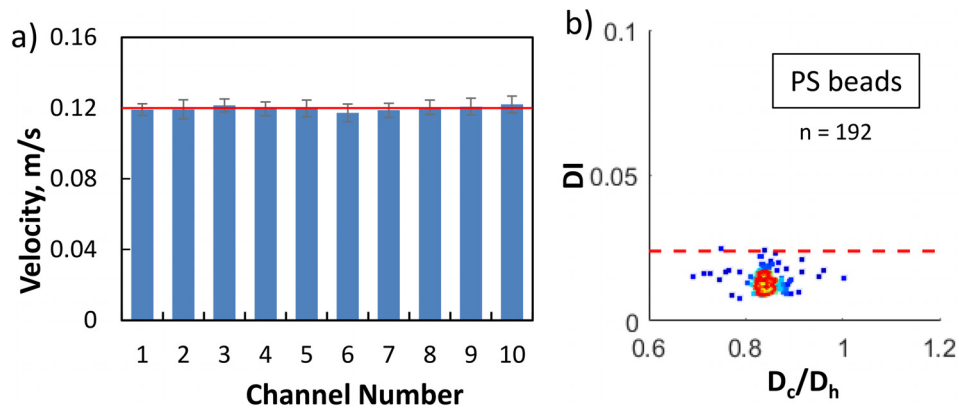 a)
0.16
0.12
0.08
0.04
0
Velocity, m/s
1 2 3 4 5 6 7 8 9 10
Channel Number
b)
0.1
0.05
0
DI
PS beads
n = 192
0.6 0.8 1 1.2
Dc/Dh